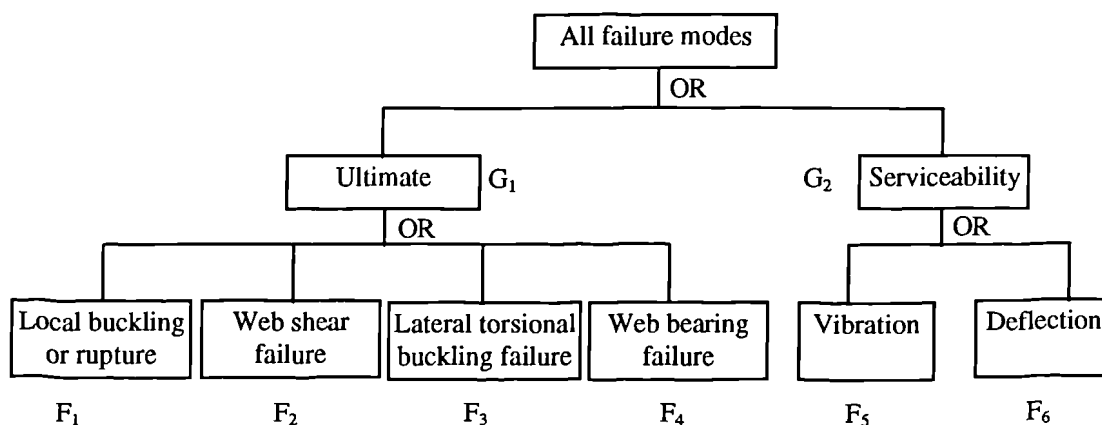 All failure modes
OR
Ultimate
G₁
G₂
Serviceability
OR
OR
Local buckling
or rupture
Web shear
failure
Lateral torsional
buckling failure
Web bearing
failure
Vibration
Deflection
F₁
F₂
F₃
F₄
F₅
F₆